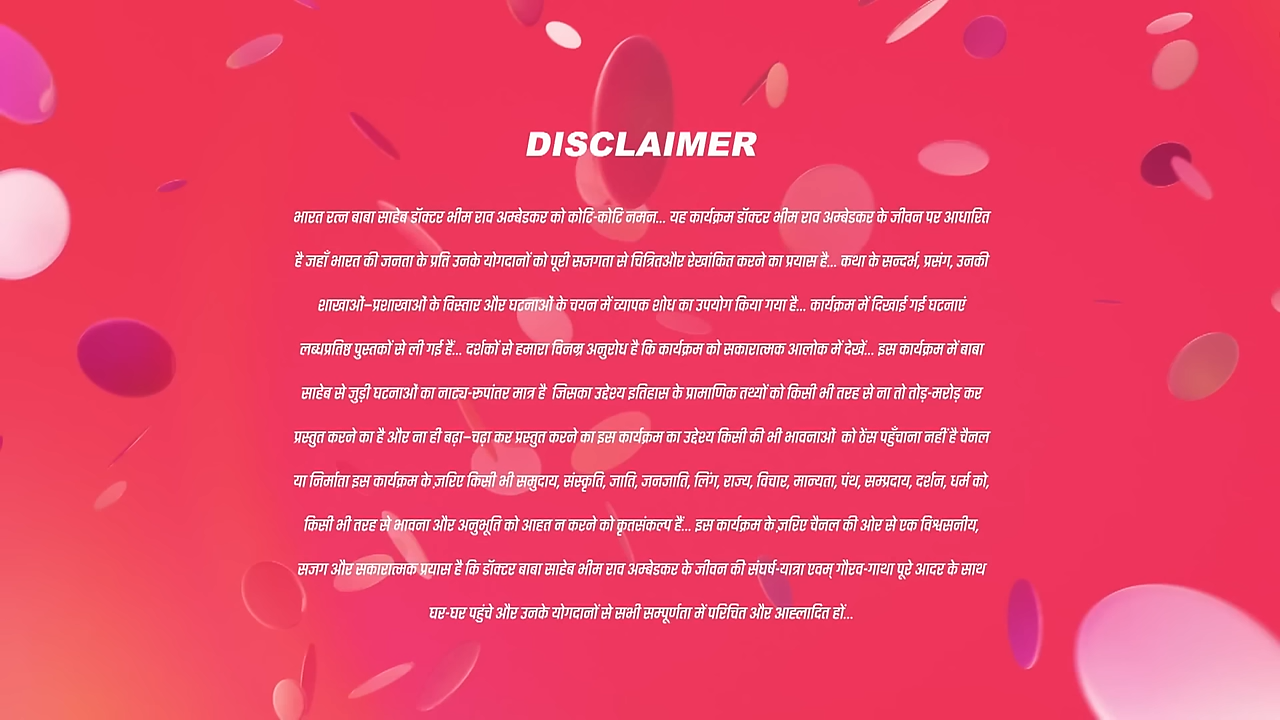 DISCLAIMER
भारत रत्न बाबा साहेब डॉक्टर भीम राव अम्बेडकर को कोटि-कोटि नमन... यह कार्यक्रम डॉक्टर भीम राव अम्बेडकर के जीवन पर आधारित
है जहाँ भारत की जनता के प्रति उनके योगदानों को पूरी सजगता से चित्रितऔर रेखांकित करने का प्रयास है... कथा के सन्दर्भ, प्रसंग, उनकी
शाखाओं–प्रशाखाओं के विस्तार और घटनाओं के चयन में व्यापक शोध का उपयोग किया गया है... कार्यक्रम में दिखाई गई घटनाएं
लब्धप्रतिष्ठ पुस्तकों से ली गई हैं... दर्शकों से हमारा विनम्र अनुरोध है कि कार्यक्रम को सकारात्मक आलोक में देखें... इस कार्यक्रम में बाबा
साहेब से जुड़ी घटनाओं का नाट्य-रूपांतर मात्र है जिसका उद्देश्य इतिहास के प्रामाणिक तथ्यों को किसी भी तरह से ना तो तोड़-मरोड़ कर
प्रस्तुत करने का है और ना ही बढ़ा–चढ़ा कर प्रस्तुत करने का इस कार्यक्रम का उद्देश्य किसी की भी भावनाओं को ठेंस पहुँचाना नहीं है चैनल
या निर्माता इस कार्यक्रम के ज़रिए किसी भी समुदाय, संस्कृति, जाति, जनजाति, लिंग, राज्य, विचार, मान्यता, पंथ, सम्प्रदाय, दर्शन, धर्म को,
किसी भी तरह से भावना और अनुभूति को आहत न करने को कृतसंकल्प हैं... इस कार्यक्रम के ज़रिए चैनल की ओर से एक विश्वसनीय,
सजग और सकारात्मक प्रयास है कि डॉक्टर बाबा साहेब भीम राव अम्बेडकर के जीवन की संघर्ष-यात्रा एवम् गौरव-गाथा पूरे आदर के साथ
घर-घर पहुंचे और उनके योगदानों से सभी सम्पूर्णता में परिचित और आह्लादित हों...